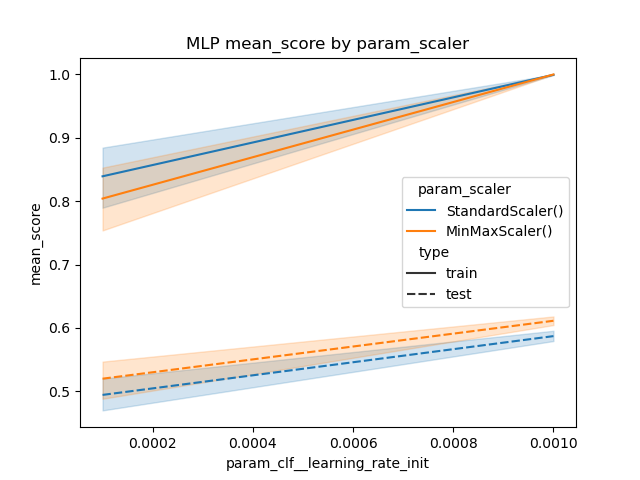 MLP mean_score by param_scaler
mean_score
1.0
0.9
0.8
0.7
0.6
0.5
param_scaler
StandardScaler()
MinMaxScaler()
type
train
test
0.0002
0.0004
0.0006
0.0008
0.0010
param_clf__learning_rate_init